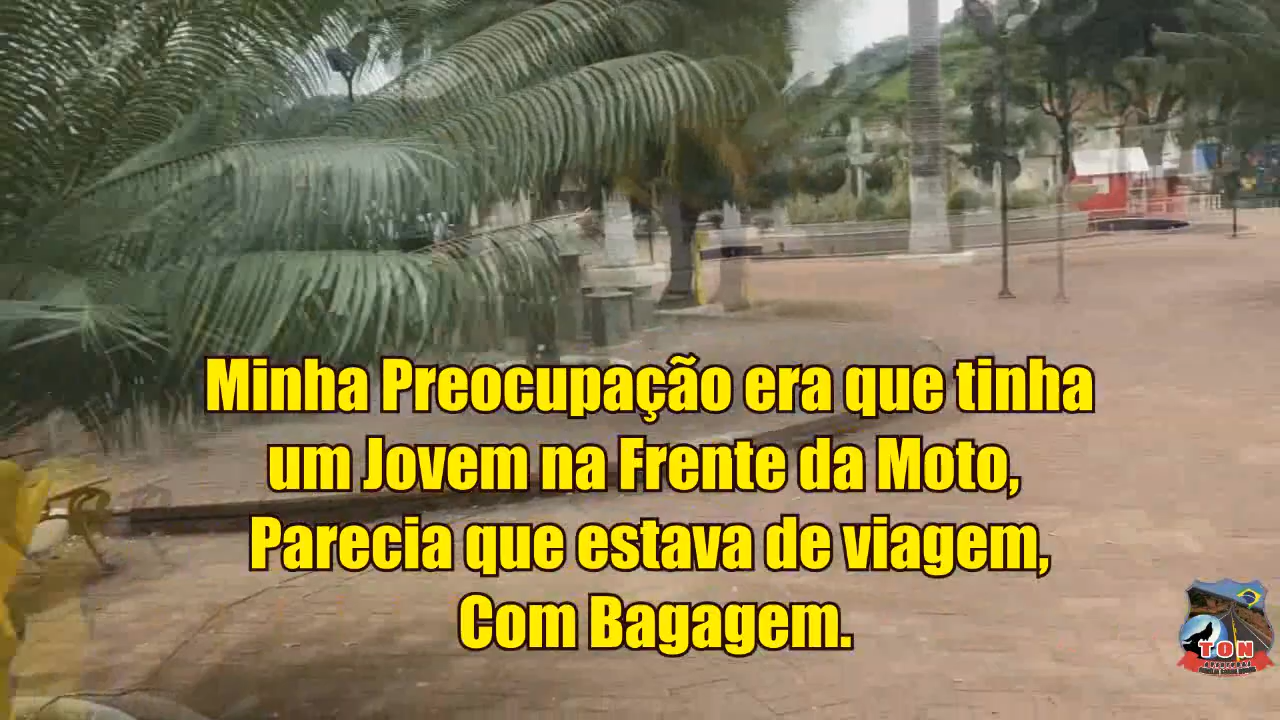 Minha Preocupação era que tinha
um Jovem na Frente da Moto,
Parecia que estava de viagem,
Com Bagagem.
TON